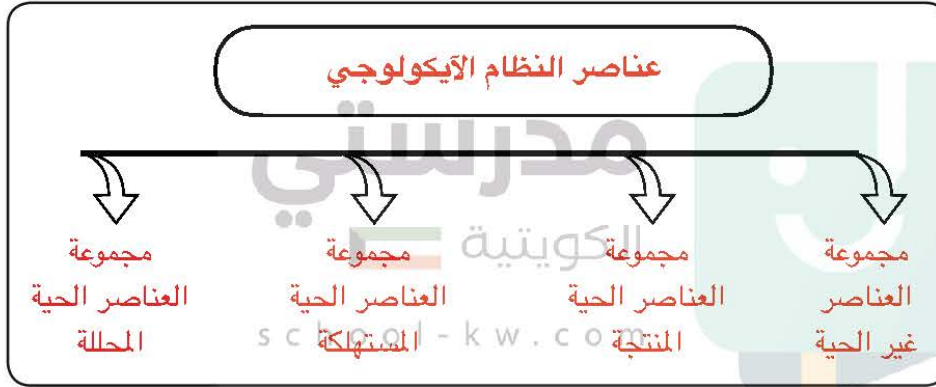 عناصر النظام الآيكولوجي
مدرستي
الكويتية
school-kw.com
مجموعة
العناصر
غير الحية
مجموعة
العناصر الحية
المنتجة
مجموعة
العناصر الحية
المستهلكة
مجموعة
العناصر الحية
المحللة